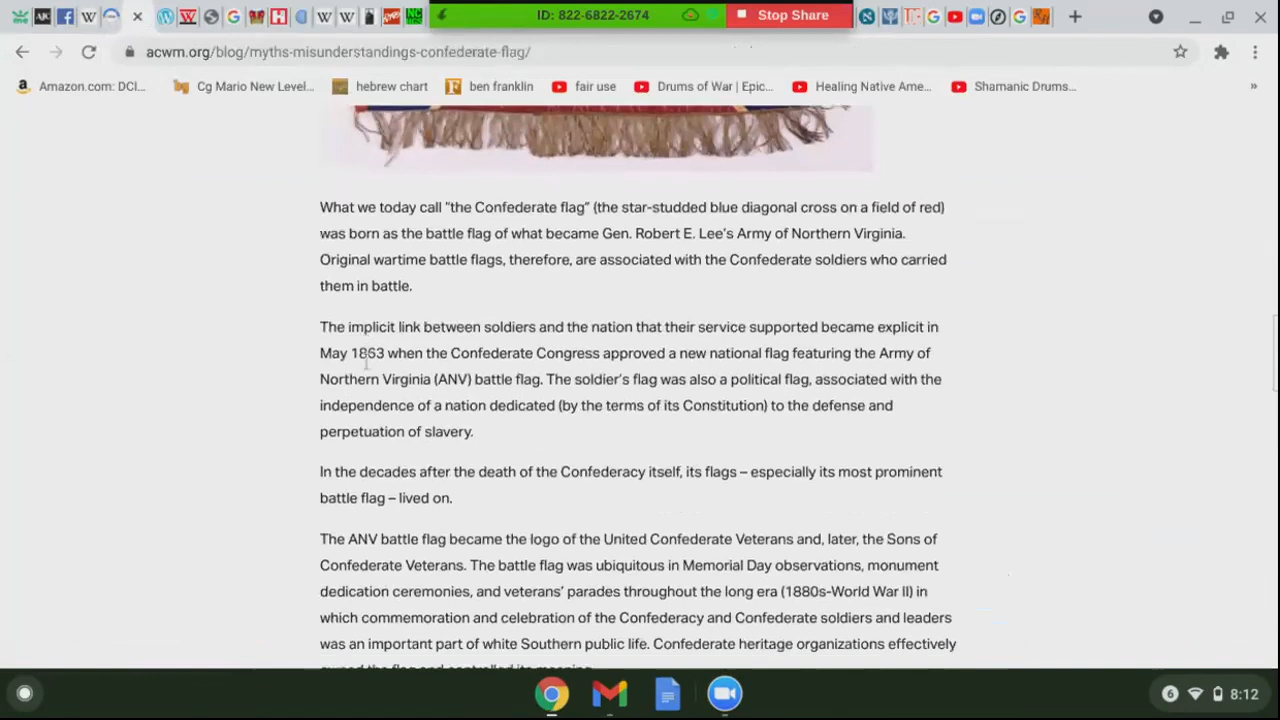 ID: 822-6822-2674
Stop Share
acwm.org/blog/myths-misunderstandings-confederate-flag/
Amazon.com: DCI...
Cg Mario New Level...
hebrew chart
ben franklin
fair use
Drums of War | Epic...
Healing Native Ame...
Shamanic Drums...
»
What we today call “the Confederate flag” (the star-studded blue diagonal cross on a field of red)
was born as the battle flag of what became Gen. Robert E. Lee’s Army of Northern Virginia.
Original wartime battle flags, therefore, are associated with the Confederate soldiers who carried
them in battle.
The implicit link between soldiers and the nation that their service supported became explicit in
May 1863 when the Confederate Congress approved a new national flag featuring the Army of
Northern Virginia (ANV) battle flag. The soldier’s flag was also a political flag, associated with the
independence of a nation dedicated (by the terms of its Constitution) to the defense and
perpetuation of slavery.
In the decades after the death of the Confederacy itself, its flags – especially its most prominent
battle flag – lived on.
The ANV battle flag became the logo of the United Confederate Veterans and, later, the Sons of
Confederate Veterans. The battle flag was ubiquitous in Memorial Day observations, monument
dedication ceremonies, and veterans’ parades throughout the long era (1880s-World War II) in
which commemoration and celebration of the Confederacy and Confederate soldiers and leaders
was an important part of white Southern public life. Confederate heritage organizations effectively
owned the flag and controlled its meaning.
6
8:12